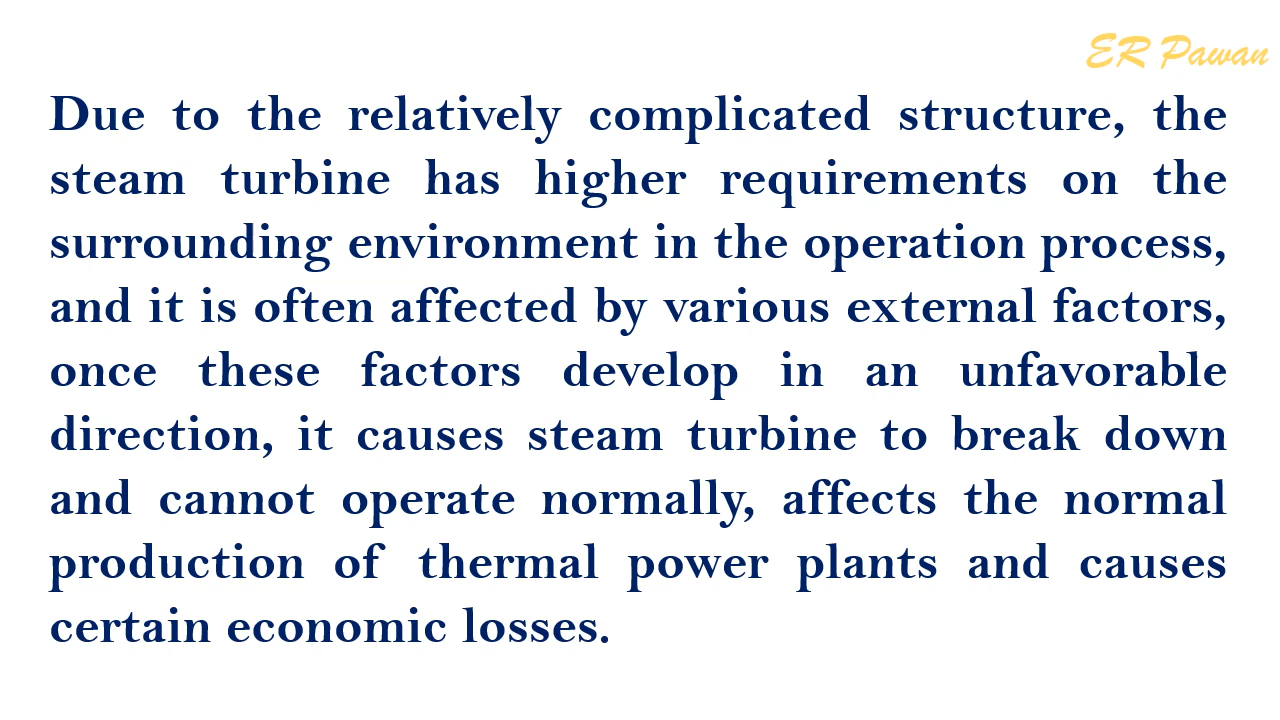 ER Pawan
Due to the relatively complicated structure, the
steam turbine has higher requirements on the
surrounding environment in the operation process,
and it is often affected by various external factors,
once these factors develop in an unfavorable
direction, it causes steam turbine to break down
and cannot operate normally, affects the normal
production of thermal power plants and causes
certain economic losses.